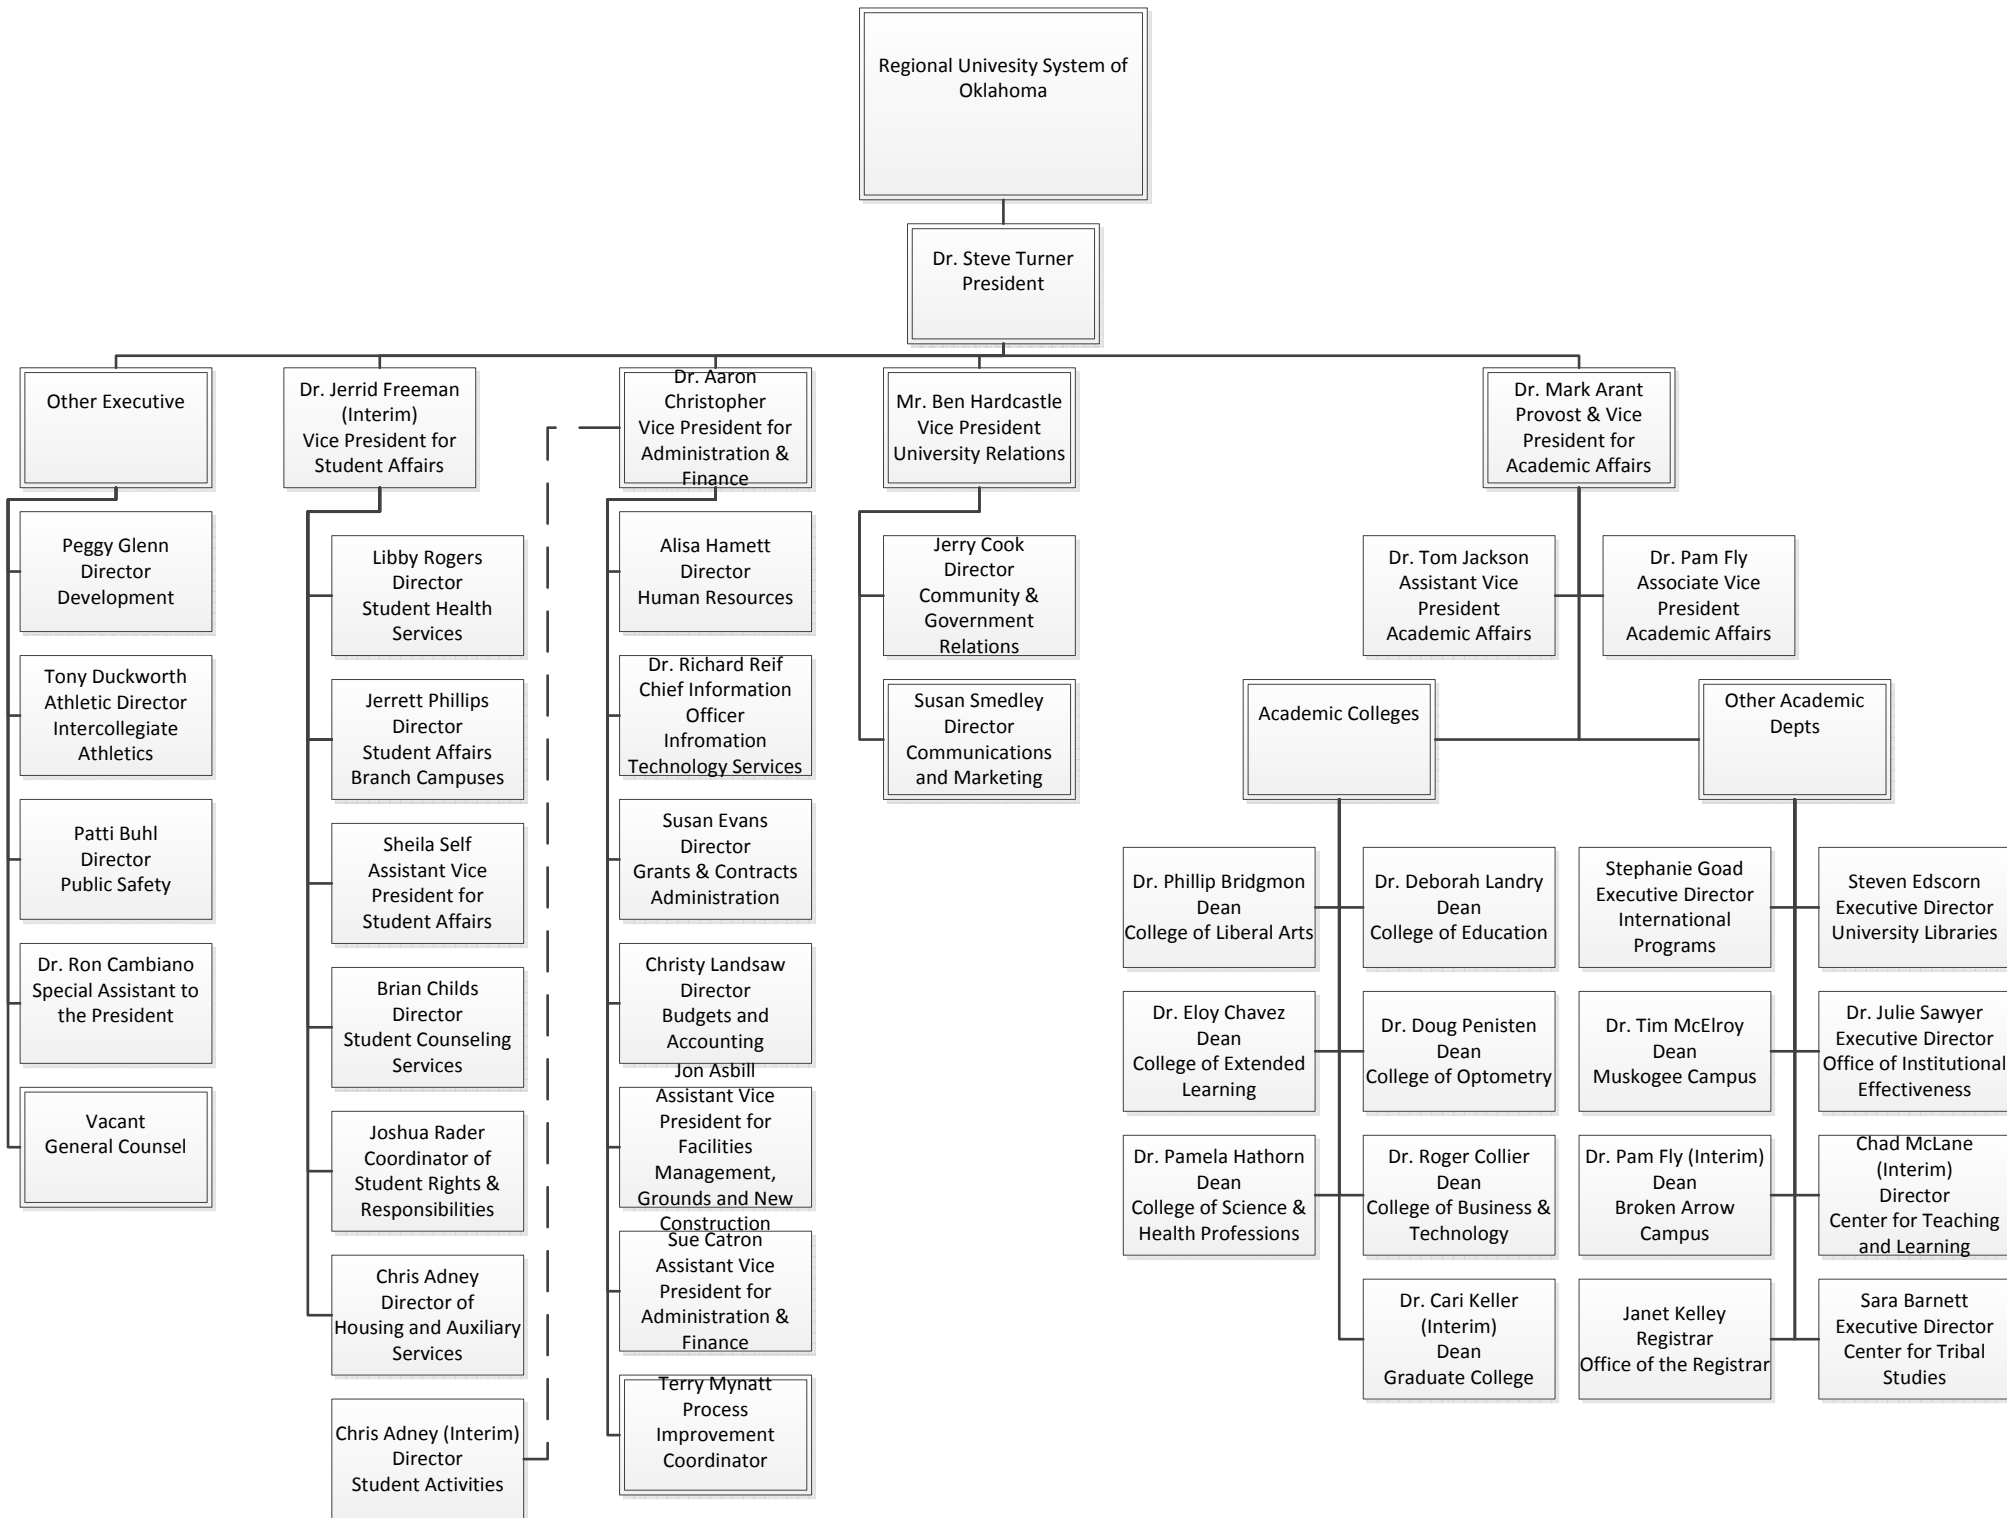 Regional Univesity System of
Oklahoma
Dr. Steve Turner
President
Other Executive
Peggy Glenn
Director
Development
Tony Duckworth
Athletic Director
Intercollegiate
Athletics
Patti Buhl
Director
Public Safety
Dr. Ron Cambiano
Special Assistant to
the President
Vacant
General Counsel
Dr. Jerrid Freeman
(Interim)
Vice President for
Student Affairs
Libby Rogers
Director
Student Health
Services
Jerrett Phillips
Director
Student Affairs
Branch Campuses
Sheila Self
Assistant Vice
President for
Student Affairs
Brian Childs
Director
Student Counseling
Services
Joshua Rader
Coordinator of
Student Rights &
Responsibilities
Chris Adney
Director of
Housing and Auxiliary
Services
Chris Adney (Interim)
Director
Student Activities
Dr. Aaron
Christopher
Vice President for
Administration &
Finance
Alisa Hamett
Director
Human Resources
Dr. Richard Reif
Chief Information
Officer
Infromation
Technology Services
Susan Evans
Director
Grants & Contracts
Administration
Christy Landsaw
Director
Budgets and
Accounting
Jon Asbill
Assistant Vice
President for
Facilities
Management,
Grounds and New
Construction
Sue Catron
Assistant Vice
President for
Administration &
Finance
Terry Mynatt
Process
Improvement
Coordinator
Mr. Ben Hardcastle
Vice President
University Relations
Jerry Cook
Director
Community &
Government
Relations
Susan Smedley
Director
Communications
and Marketing
Dr. Mark Arant
Provost & Vice
President for
Academic Affairs
Dr. Tom Jackson
Assistant Vice
President
Academic Affairs
Dr. Pam Fly
Associate Vice
President
Academic Affairs
Academic Colleges
Dr. Phillip Bridgmon
Dean
College of Liberal Arts
Dr. Deborah Landry
Dean
College of Education
Dr. Eloy Chavez
Dean
College of Extended
Learning
Dr. Doug Penisten
Dean
College of Optometry
Dr. Pamela Hathorn
Dean
College of Science &
Health Professions
Dr. Roger Collier
Dean
College of Business &
Technology
Dr. Cari Keller
(Interim)
Dean
Graduate College
Other Academic
Depts
Stephanie Goad
Executive Director
International
Programs
Steven Edscorn
Executive Director
University Libraries
Dr. Tim McElroy
Dean
Muskogee Campus
Dr. Julie Sawyer
Executive Director
Office of Institutional
Effectiveness
Dr. Pam Fly (Interim)
Dean
Broken Arrow
Campus
Chad McLane
(Interim)
Director
Center for Teaching
and Learning
Janet Kelley
Registrar
Office of the Registrar
Sara Barnett
Executive Director
Center for Tribal
Studies